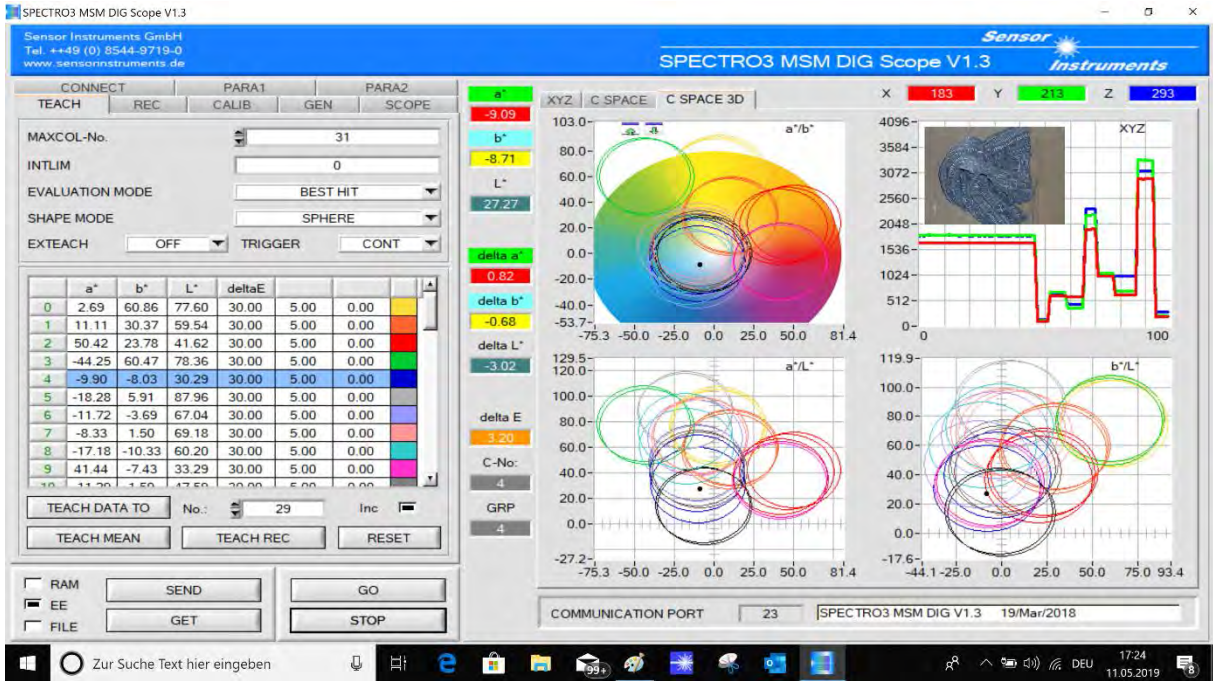 SPECTRO3 MSM DIG Scope V1.3
Sensor Instruments GmbH
Tel. ++49 (0) 8544-9719-0
www.sensorinstruments.de
SPECTRO3 MSM DIG Scope V1.3
Sensor
Instruments
CONNECT PARA1 PARA2
TEACH REC CALIB GEN SCOPE
MAXCOL-No. 31
INTLIM 0
EVALUATION MODE BEST HIT
SHAPE MODE SPHERE
EXTEACH OFF TRIGGER CONT
a* b* L* deltaE
0 2.69 60.86 77.60 30.00 5.00 0.00
1 11.11 30.37 59.54 30.00 5.00 0.00
2 50.42 23.78 41.62 30.00 5.00 0.00
3 -44.25 60.47 78.36 30.00 5.00 0.00
4 -9.90 -8.03 30.29 30.00 5.00 0.00
5 -18.28 5.91 87.96 30.00 5.00 0.00
6 -11.72 -3.69 67.04 30.00 5.00 0.00
7 -8.33 1.50 69.18 30.00 5.00 0.00
8 -17.18 -10.33 60.20 30.00 5.00 0.00
9 41.44 -7.43 33.29 30.00 5.00 0.00
TEACH DATA TO No.: 29 Inc
TEACH MEAN TEACH REC RESET
RAM
EE
FILE
SEND
GET
GO
STOP
a*
-9.09
b*
-8.71
L*
27.27
delta a*
0.82
delta b*
-0.68
delta L*
-3.02
delta E
3.20
C-No:
4
GRP
4
XYZ C SPACE C SPACE 3D
X 183 Y 213 Z 293
a*/b*
103.0
80.0
60.0
40.0
20.0
0.0
-20.0
-40.0
-53.7
-75.3 -50.0 -25.0 0.0 25.0 50.0 81.4
XYZ
4096
3584
3072
2560
2048
1536
1024
512
0
0 100
a*/L*
129.5
120.0
100.0
80.0
60.0
40.0
20.0
0.0
-27.2
-75.3 -50.0 -25.0 0.0 25.0 50.0 81.4
b*/L*
119.9
100.0
80.0
60.0
40.0
20.0
0.0
-17.6
-44.1 -25.0 0.0 25.0 50.0 75.0 93.4
COMMUNICATION PORT 23 SPECTRO3 MSM DIG V1.3 19/Mar/2018
Zur Suche Text hier eingeben
99+
DEU
17:24
11.05.2019
8